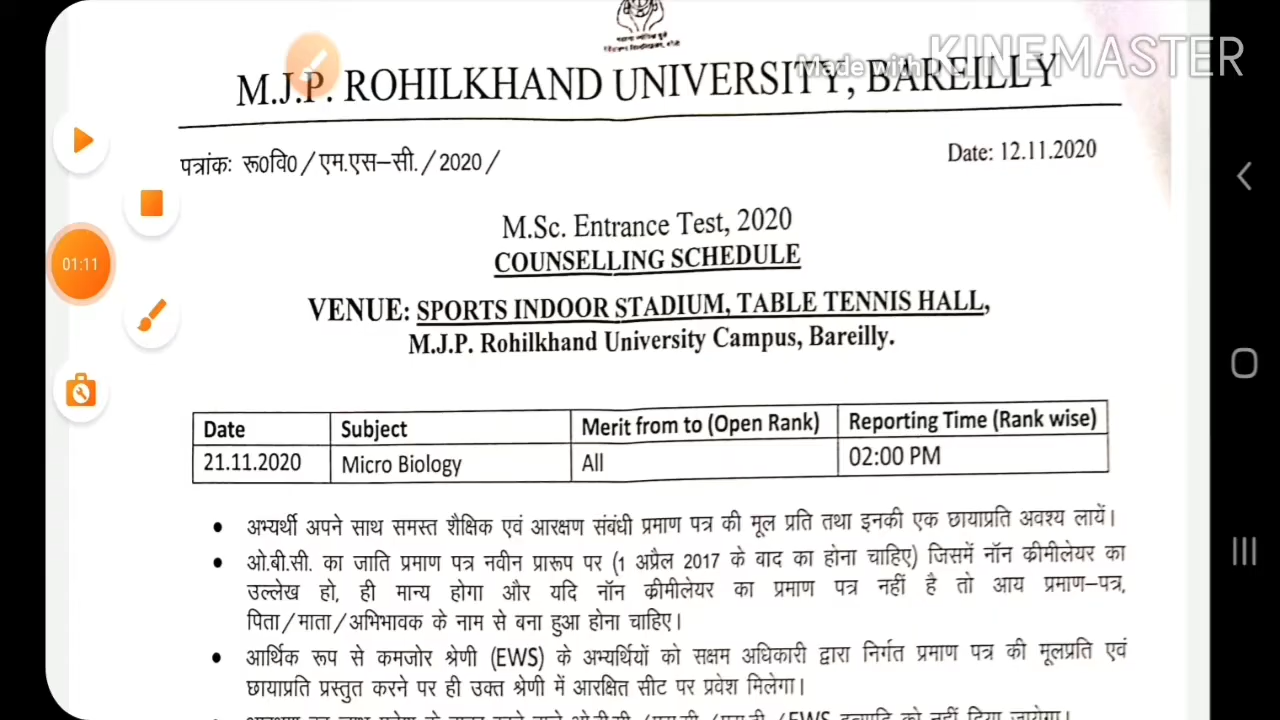 Made with KINEMASTER
M.J.P. ROHILKHAND UNIVERSITY, BAREILLY
पत्रांकः रू0वि0/एम.एस-सी./2020/
Date: 12.11.2020
M.Sc. Entrance Test, 2020
COUNSELLING SCHEDULE
VENUE: SPORTS INDOOR STADIUM, TABLE TENNIS HALL,
M.J.P. Rohilkhand University Campus, Bareilly.
01:11
Date Subject Merit from to (Open Rank) Reporting Time (Rank wise)
21.11.2020 Micro Biology All 02:00 PM
• अभ्यर्थी अपने साथ समस्त शैक्षिक एवं आरक्षण संबंधी प्रमाण पत्र की मूल प्रति तथा इनकी एक छायाप्रति अवश्य लायें।
• ओ.बी.सी. का जाति प्रमाण पत्र नवीन प्रारूप पर (1 अप्रैल 2017 के बाद का होना चाहिए) जिसमें नॉन क्रीमीलेयर का
उल्लेख हो, ही मान्य होगा और यदि नॉन क्रीमीलेयर का प्रमाण पत्र नहीं है तो आय प्रमाण-पत्र,
पिता/माता/अभिभावक के नाम से बना हुआ होना चाहिए।
• आर्थिक रूप से कमजोर श्रेणी (EWS) के अभ्यर्थियों को सक्षम अधिकारी द्वारा निर्गत प्रमाण पत्र की मूलप्रति एवं
छायाप्रति प्रस्तुत करने पर ही उक्त श्रेणी में आरक्षित सीट पर प्रवेश मिलेगा।